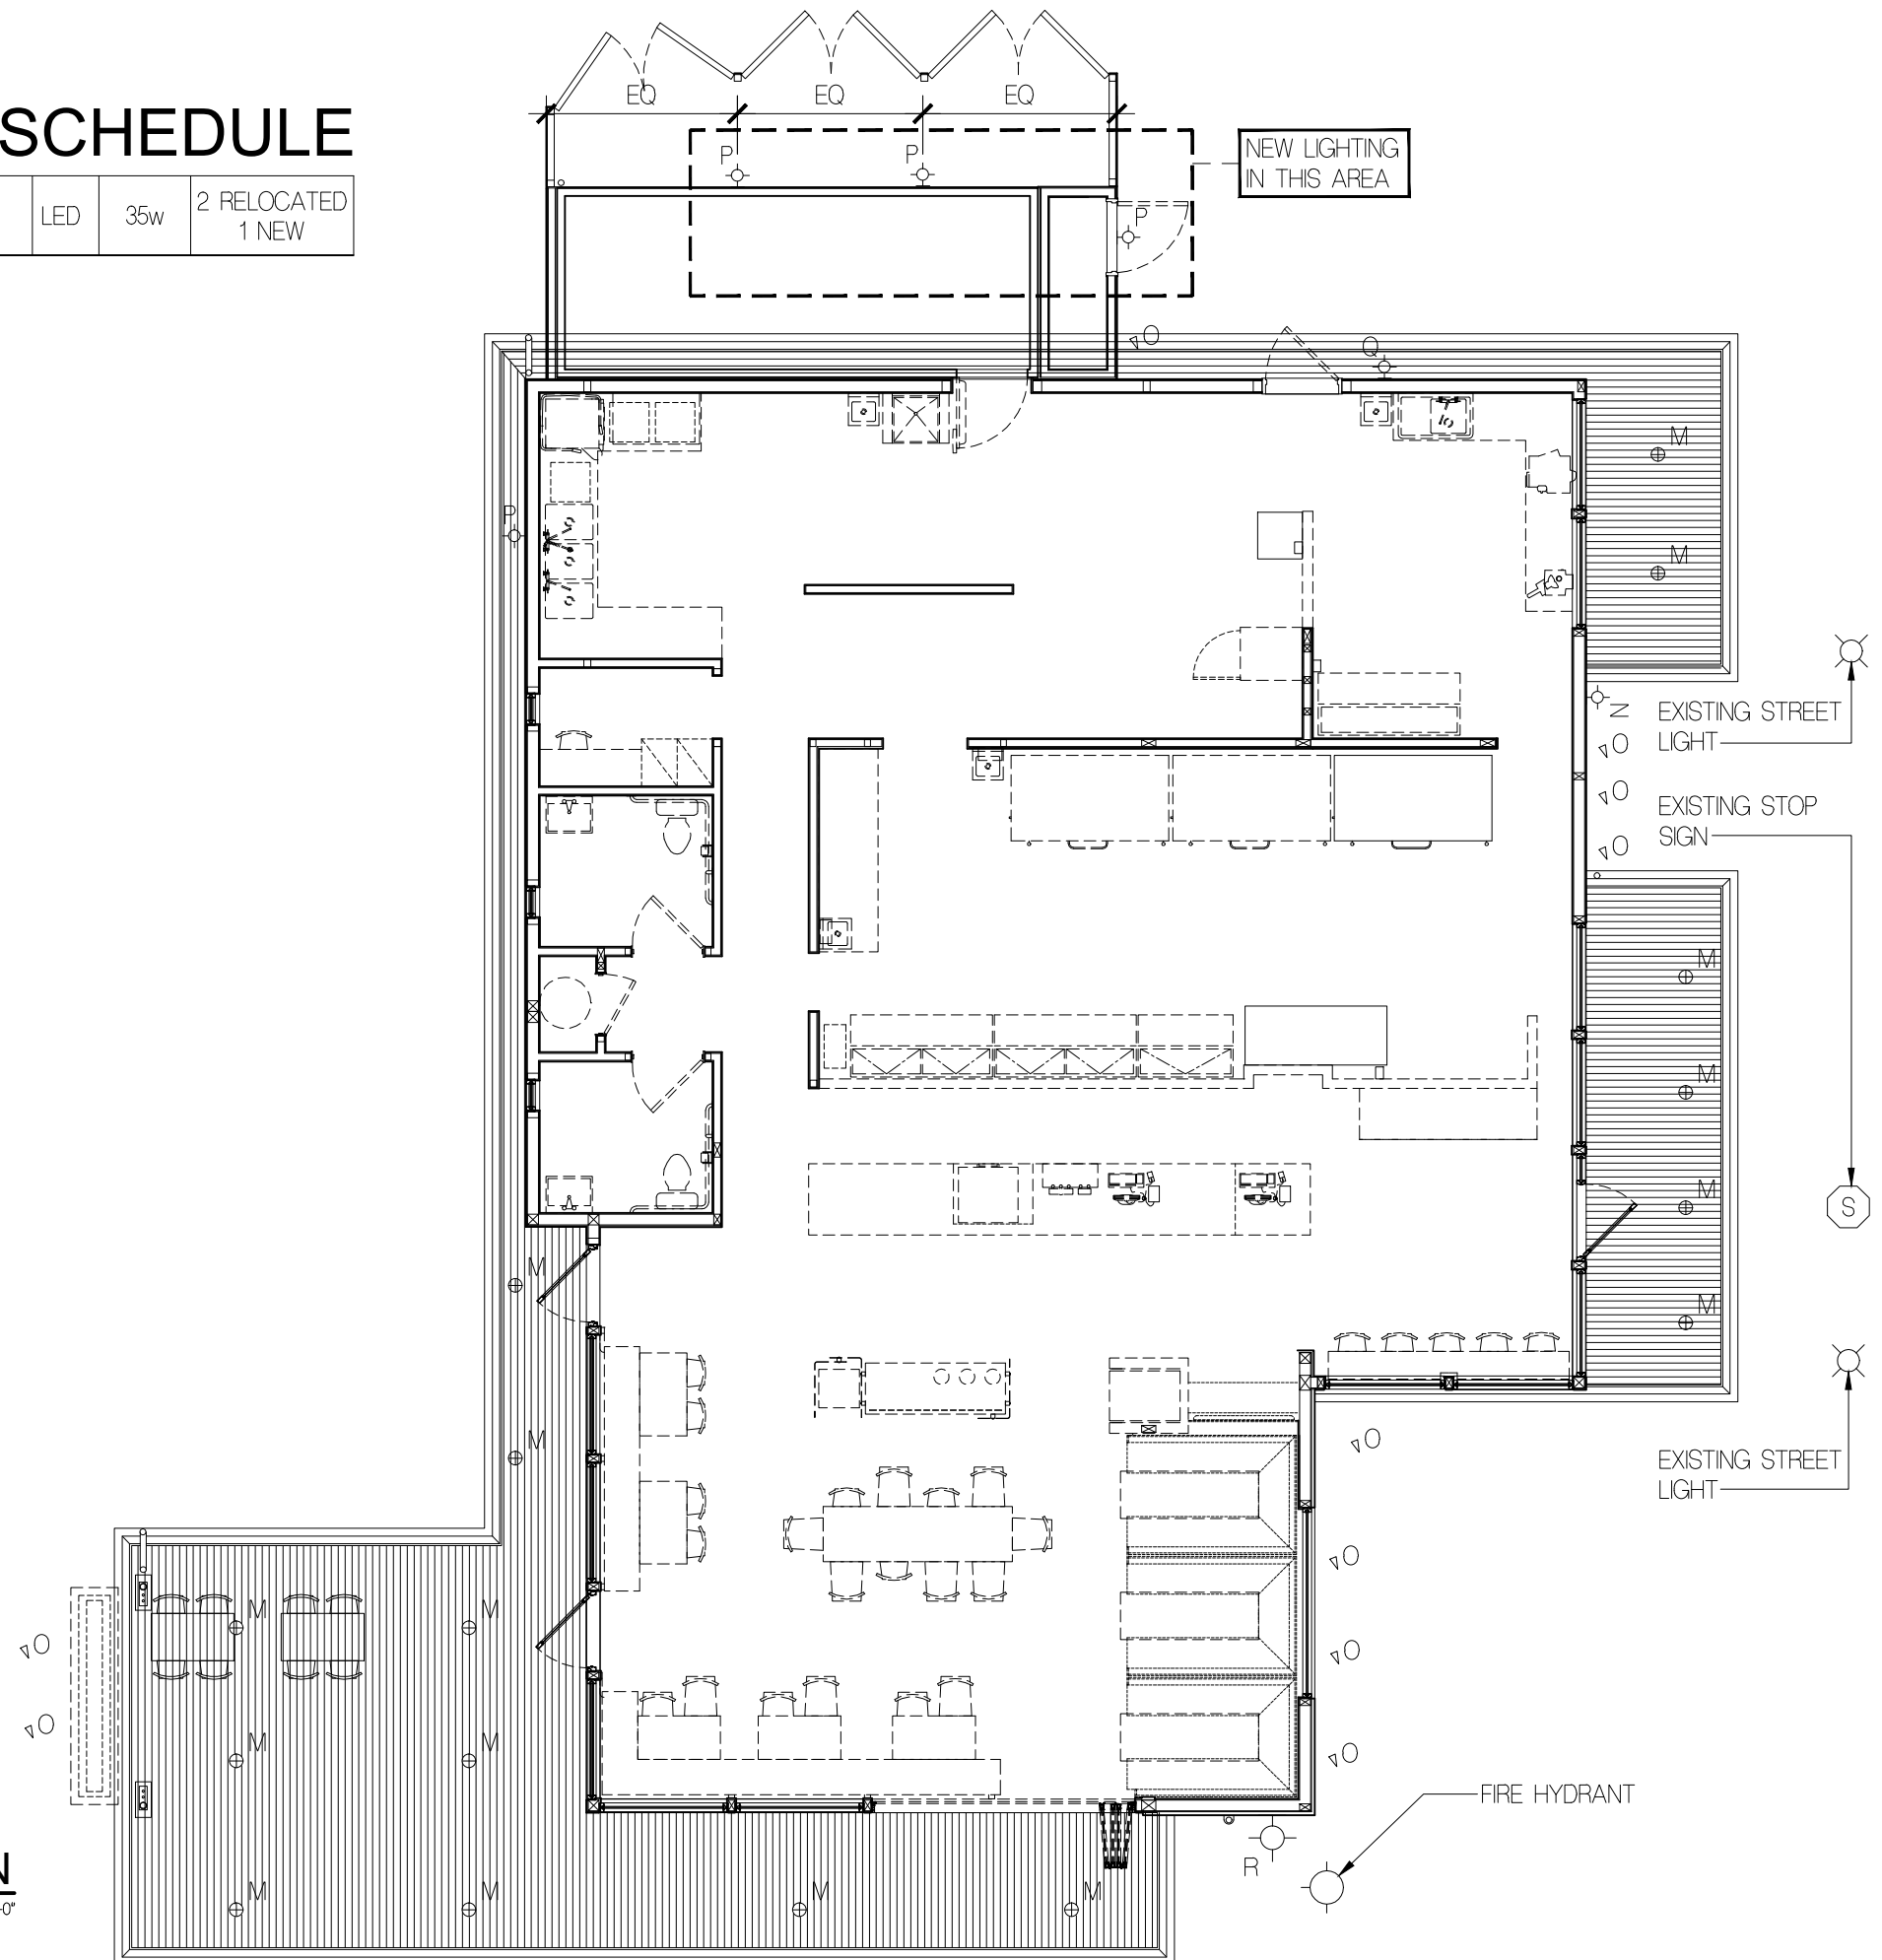 SCHEDULE
LED 35w 2 RELOCATED
1 NEW
EQ EQ EQ
P P
NEW LIGHTING
IN THIS AREA
P
O
Q
M
P
M
N
EXISTING STREET
LIGHT
O
O
EXISTING STOP
SIGN
O
M
M
M
S
M
M
M
O
EXISTING STREET
LIGHT
O
M M
O
O
O
M M
O
FIRE HYDRANT
R
N
M M M M
0"